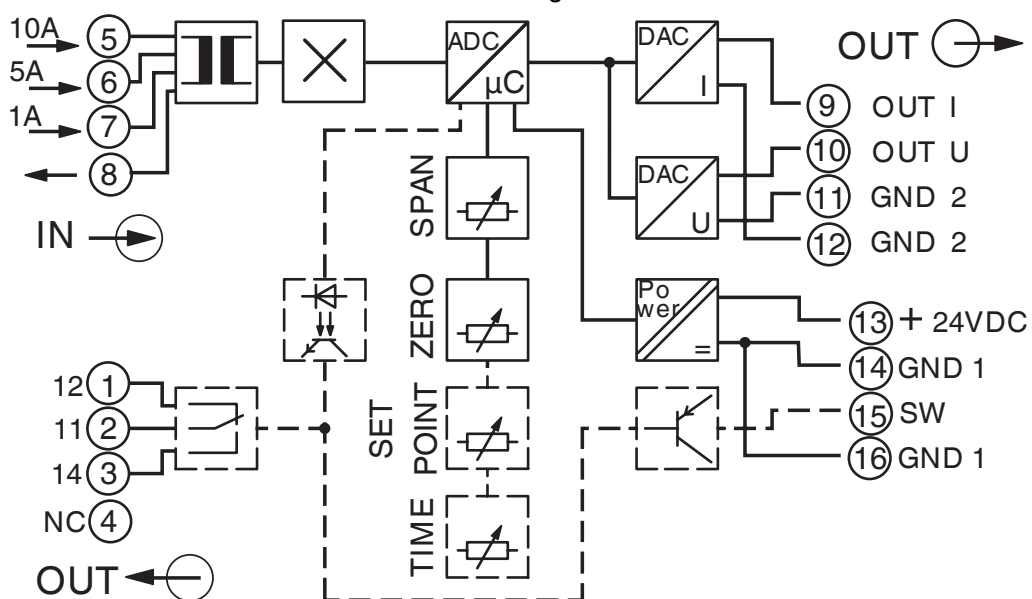 10A
5
5A
6
1A
7
8
IN
ADC
µC
DAC
I
DAC
U
OUT
9 OUT I
10 OUT U
11 GND 2
12 GND 2
SPAN
ZERO
SET
POINT
TIME
Po
wer
=
13 + 24VDC
14 GND 1
15 SW
16 GND 1
12 1
11 2
14 3
NC 4
OUT